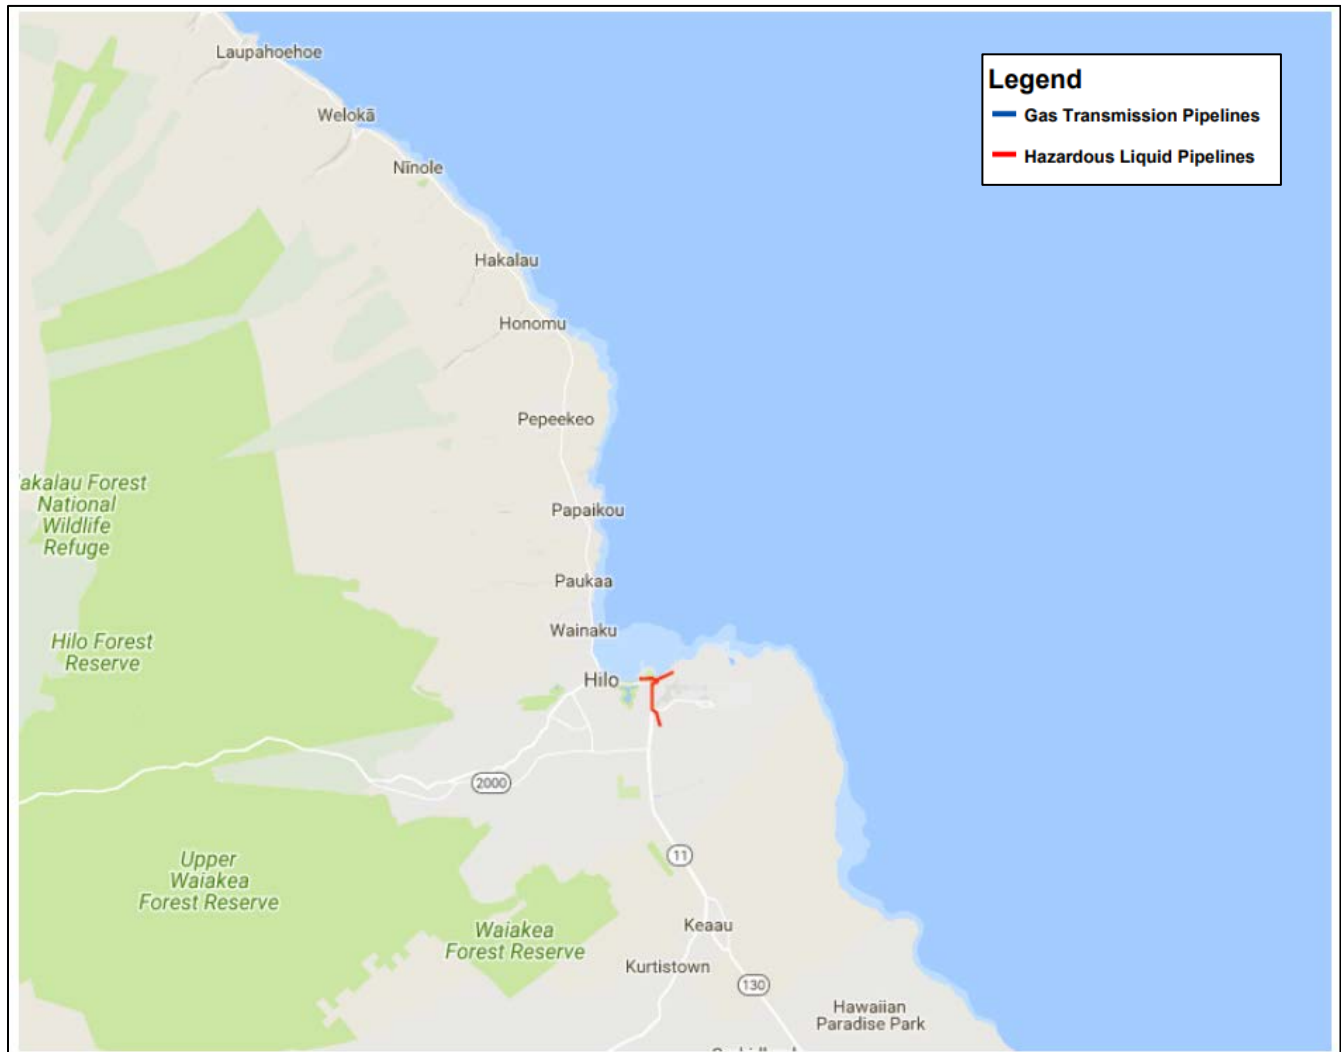 Laupahoehoe
Legend
Gas Transmission Pipelines
Hazardous Liquid Pipelines
Welokā
Nīnole
Hakalau
Honomu
Pepeekeo
akalau Forest
National
Wildlife
Refuge
Papaikou
Paukaa
Wainaku
Hilo Forest
Reserve
Hilo
2000
11
Upper
Waiakea
Forest Reserve
Waiakea
Forest Reserve
Keaau
Kurtistown
130
Hawaiian
Paradise Park